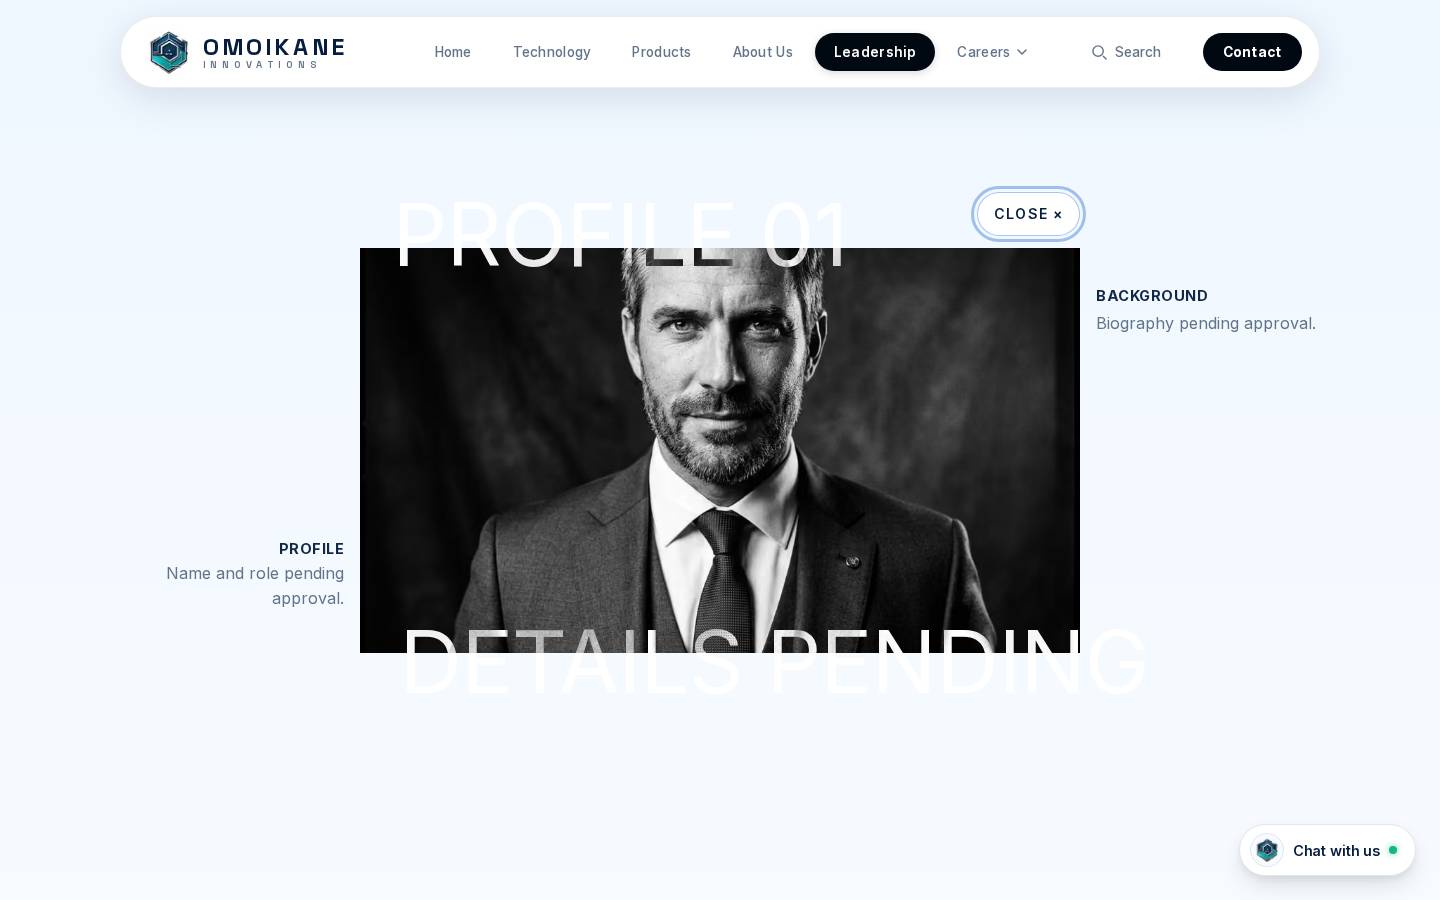 OMOIKANE
INNOVATIONS
Home
Technology
Products
About Us
Leadership
Careers
Search
Contact
PROFILE 01
CLOSE ×
BACKGROUND
Biography pending approval.
PROFILE
Name and role pending
approval.
DETAILS PENDING
Chat with us